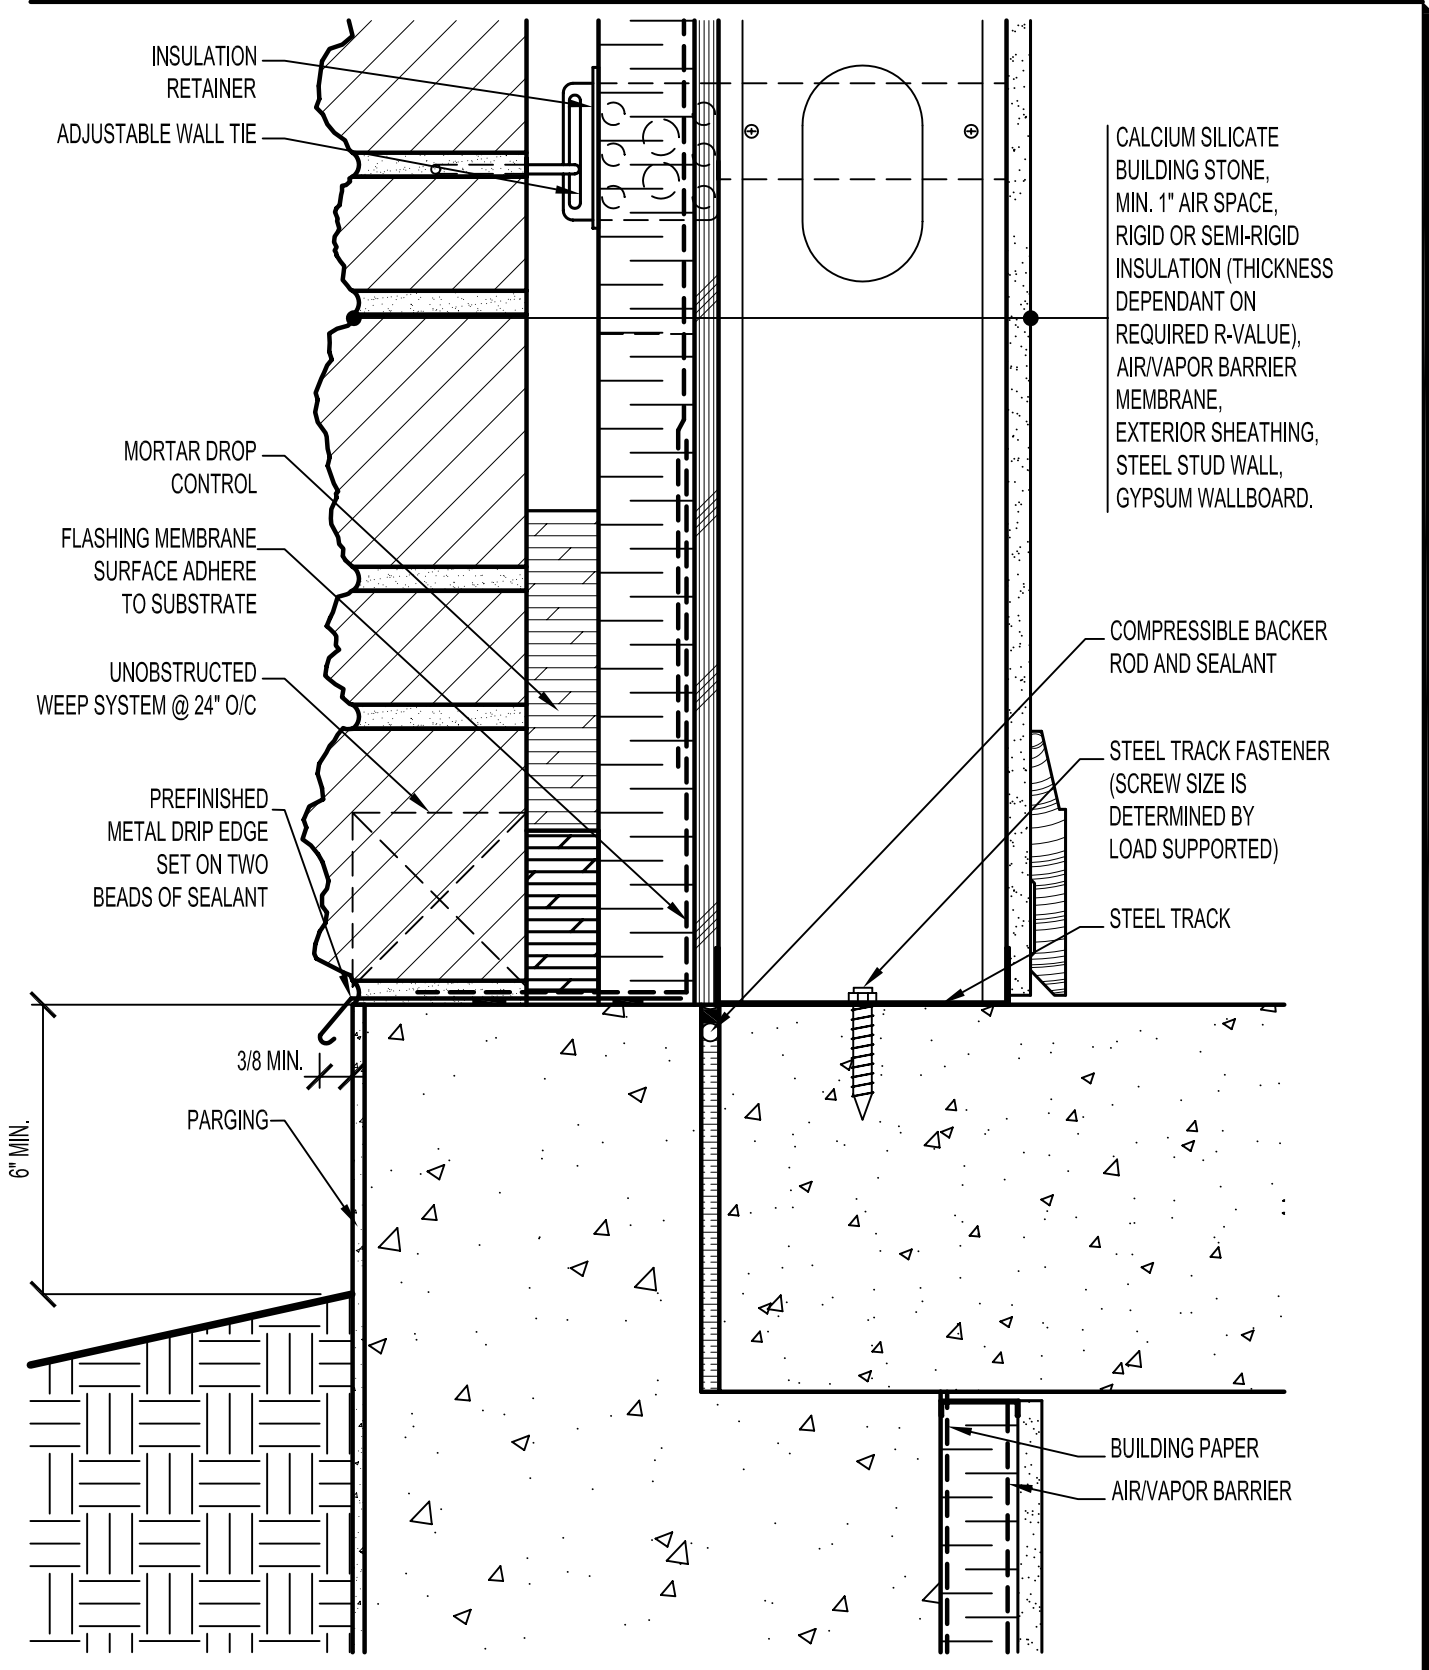 INSULATION
RETAINER
ADJUSTABLE WALL TIE
MORTAR DROP
CONTROL
FLASHING MEMBRANE
SURFACE ADHERE
TO SUBSTRATE
UNOBSTRUCTED
WEEP SYSTEM @ 24" O/C
PREFINISHED
METAL DRIP EDGE
SET ON TWO
BEADS OF SEALANT
3/8 MIN.
PARGING
6" MIN.
CALCIUM SILICATE
BUILDING STONE,
MIN. 1" AIR SPACE,
RIGID OR SEMI-RIGID
INSULATION (THICKNESS
DEPENDANT ON
REQUIRED R-VALUE),
AIR/VAPOR BARRIER
MEMBRANE,
EXTERIOR SHEATHING,
STEEL STUD WALL,
GYPSUM WALLBOARD.
COMPRESSIBLE BACKER
ROD AND SEALANT
STEEL TRACK FASTENER
(SCREW SIZE IS
DETERMINED BY
LOAD SUPPORTED)
STEEL TRACK
BUILDING PAPER
AIR/VAPOR BARRIER